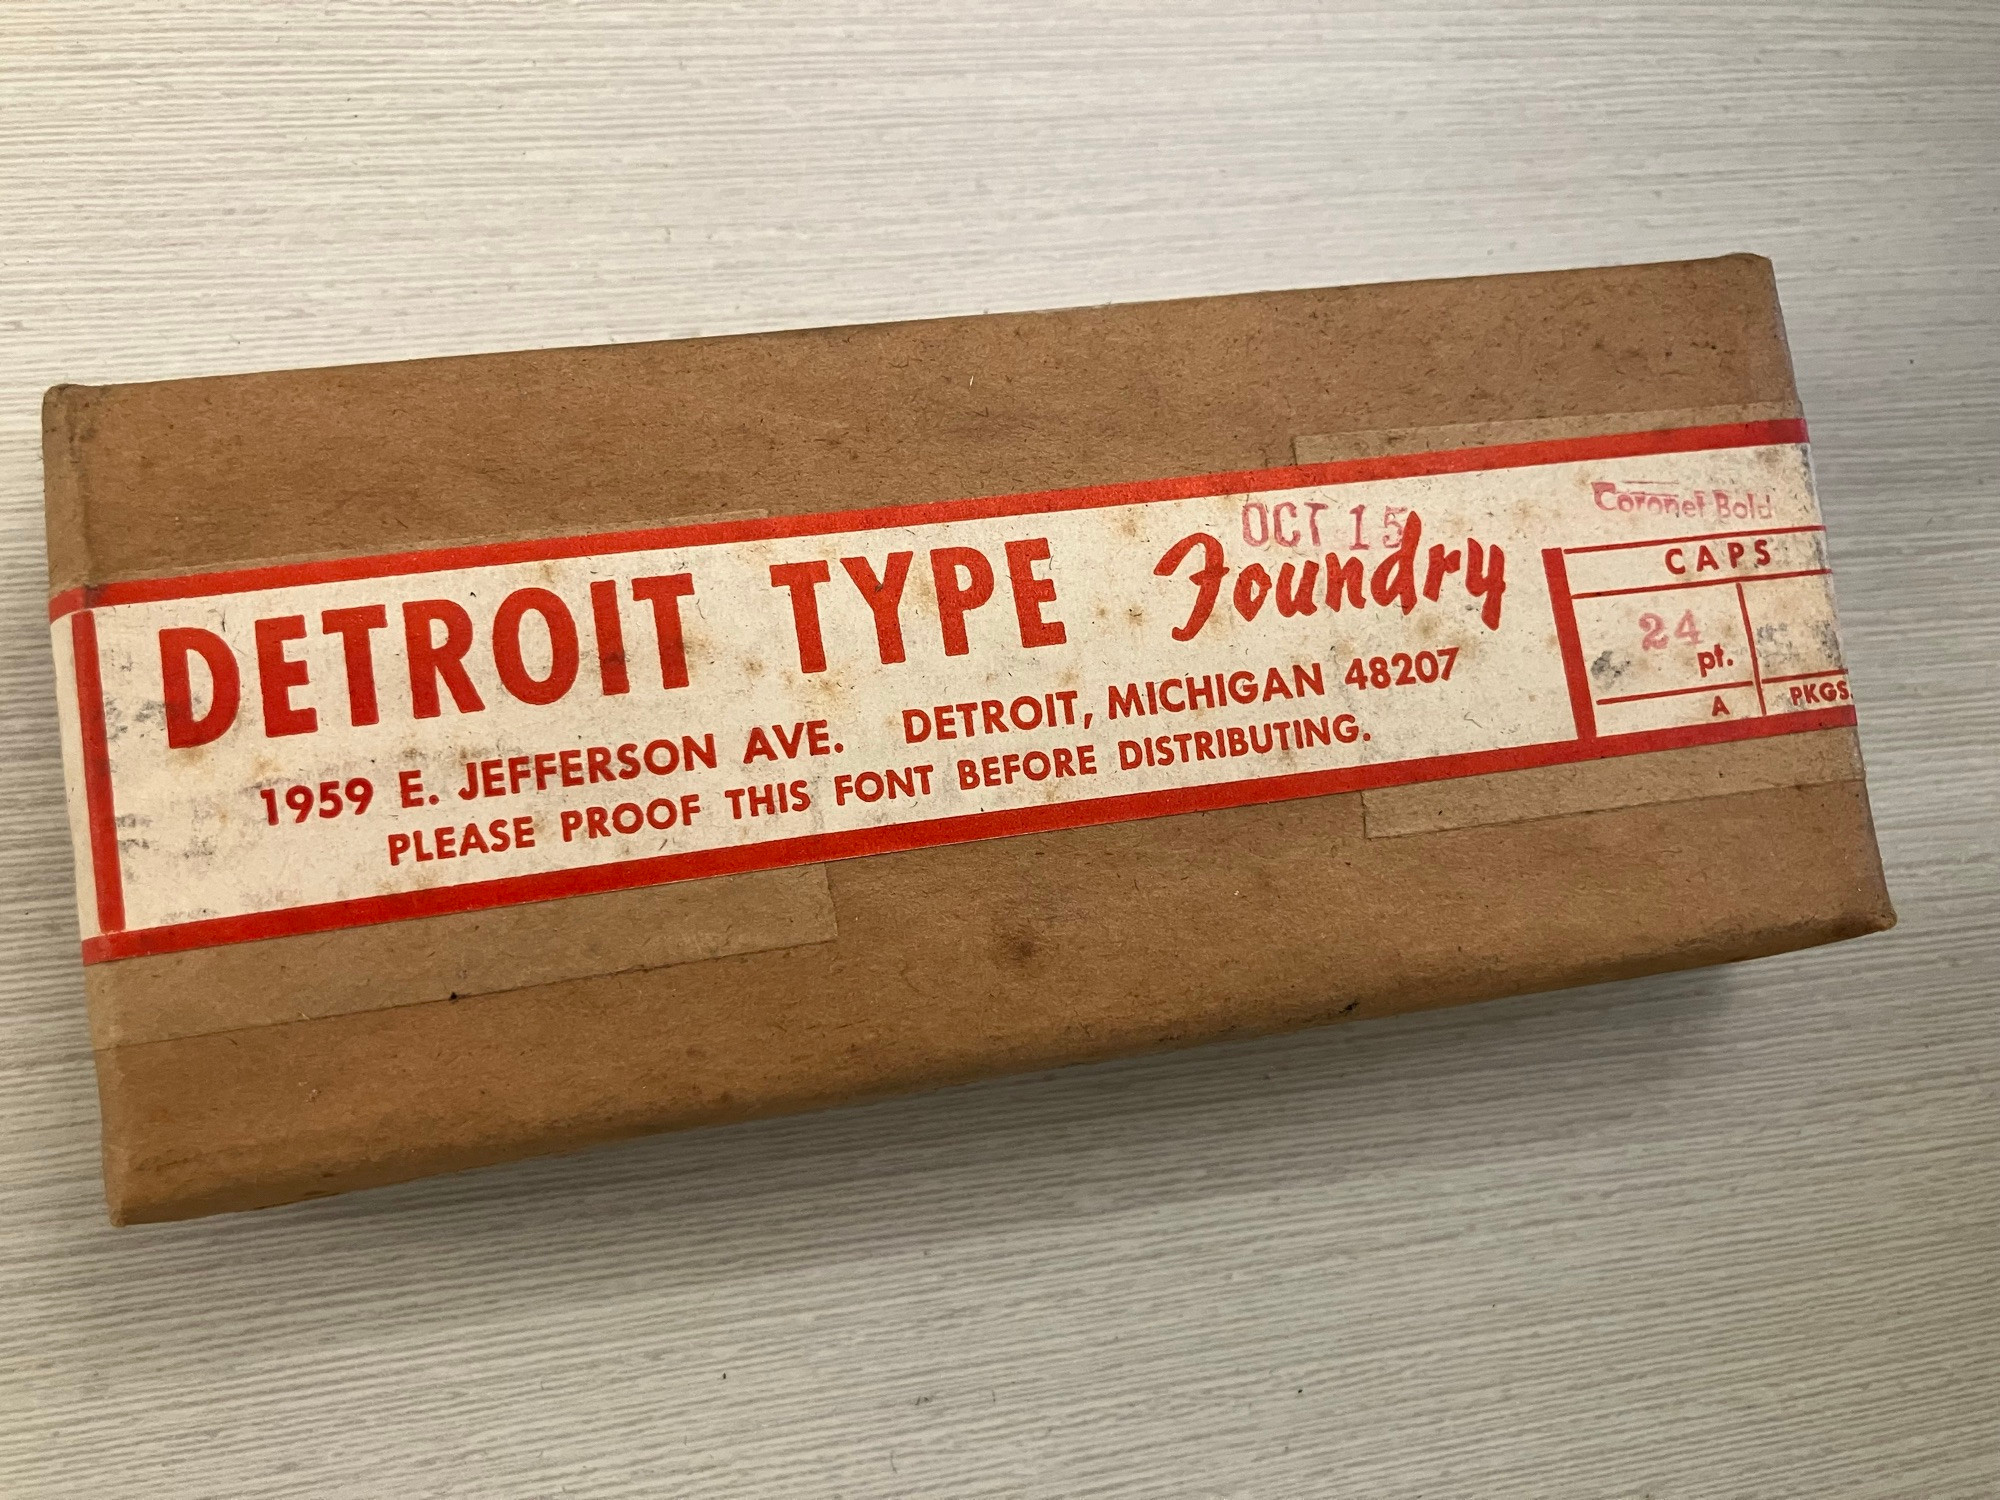 OCT 15
Coronet Bold
DETROIT TYPE Foundry
CAPS
24 pt.
A PKGS.
1959 E. JEFFERSON AVE. DETROIT, MICHIGAN 48207
PLEASE PROOF THIS FONT BEFORE DISTRIBUTING.